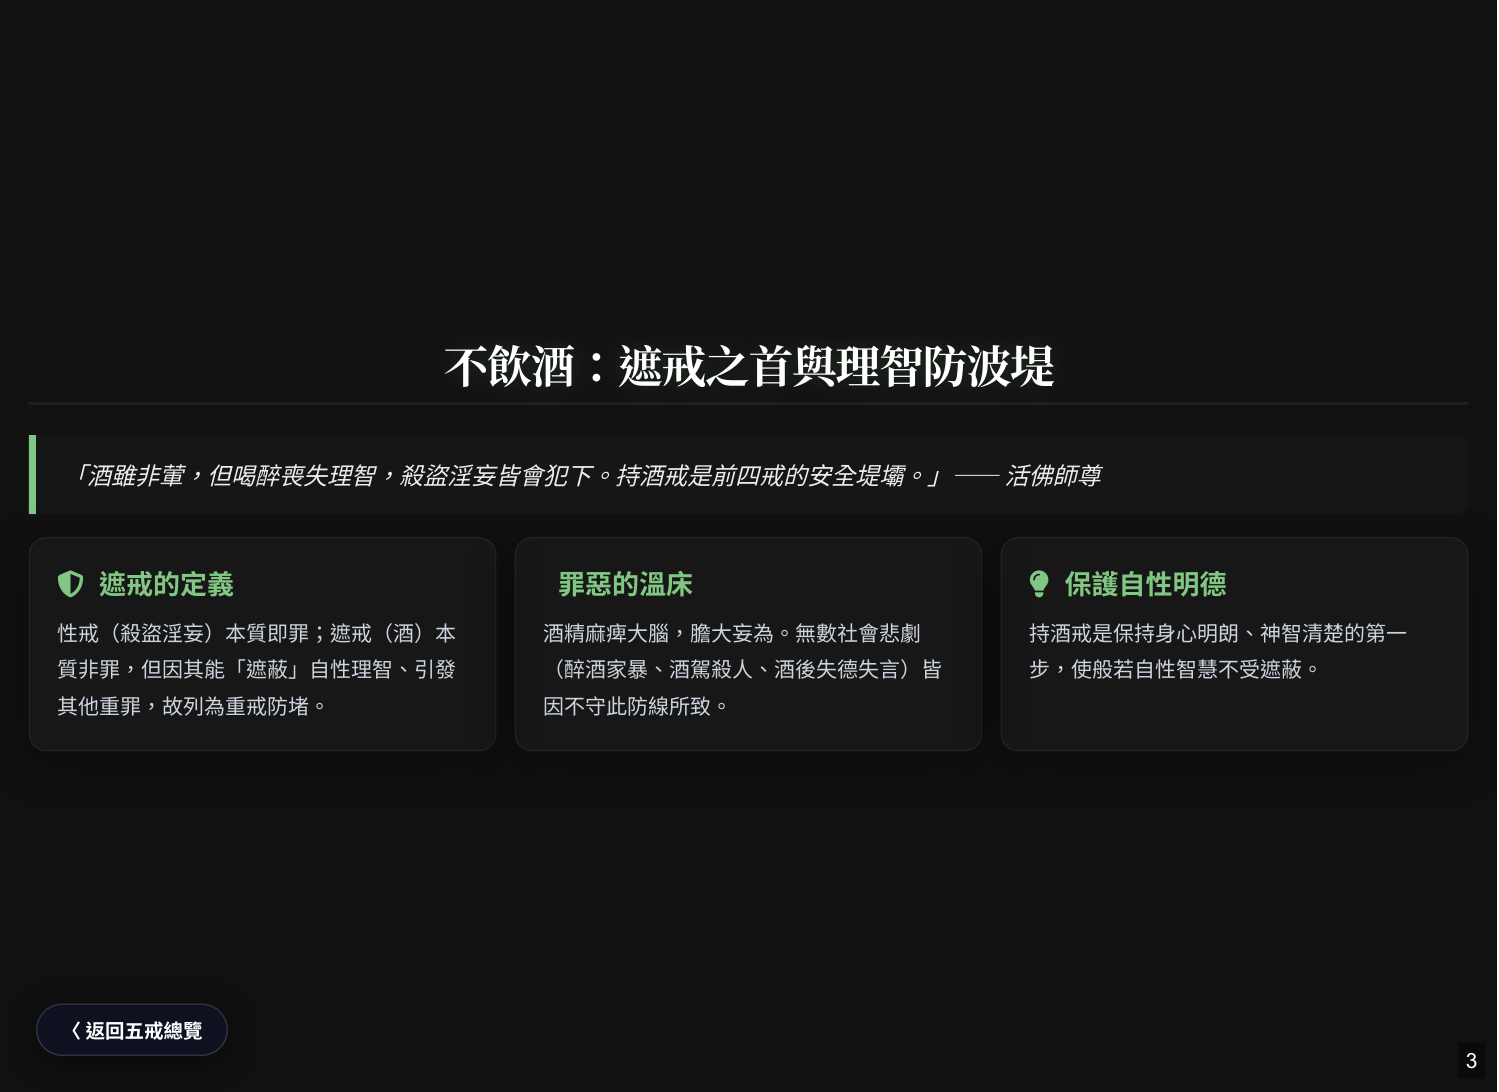 不飲酒：遮戒之首與理智防波堤
「酒雖非葷，但喝醉喪失理智，殺盜淫妄皆會犯下。持酒戒是前四戒的安全堤壩。」 —— 活佛師尊
遮戒的定義
性戒（殺盜淫妄）本質即罪；遮戒（酒）本
質非罪，但因其能「遮蔽」自性理智、引發
其他重罪，故列為重戒防堵。
罪惡的溫床
酒精麻痺大腦，膽大妄為。無數社會悲劇
（醉酒家暴、酒駕殺人、酒後失德失言）皆
因不守此防線所致。
保護自性明德
持酒戒是保持身心明朗、神智清楚的第一
步，使般若自性智慧不受遮蔽。
〈 返回五戒總覽
3